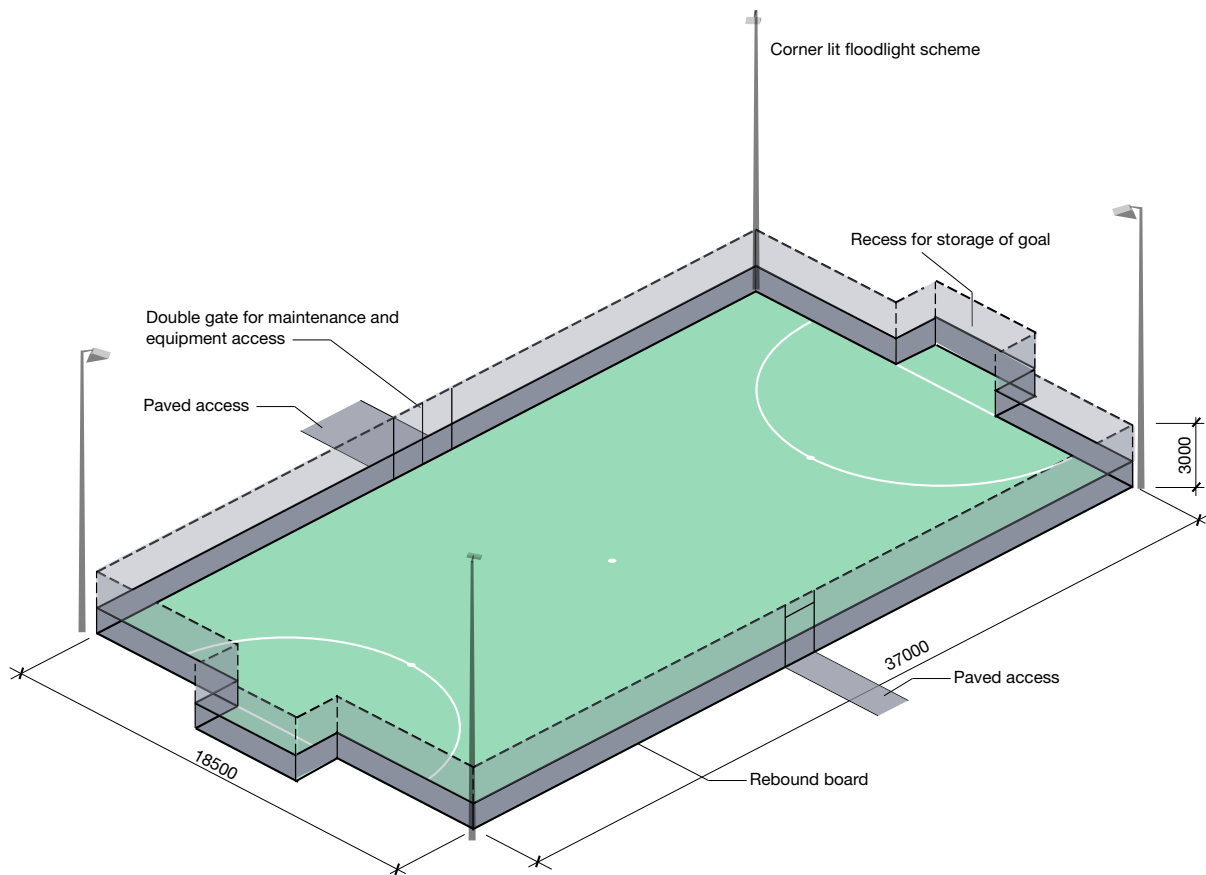 Corner lit floodlight scheme
Recess for storage of goal
Double gate for maintenance and
equipment access
Paved access
3000
37000
Paved access
18500
Rebound board